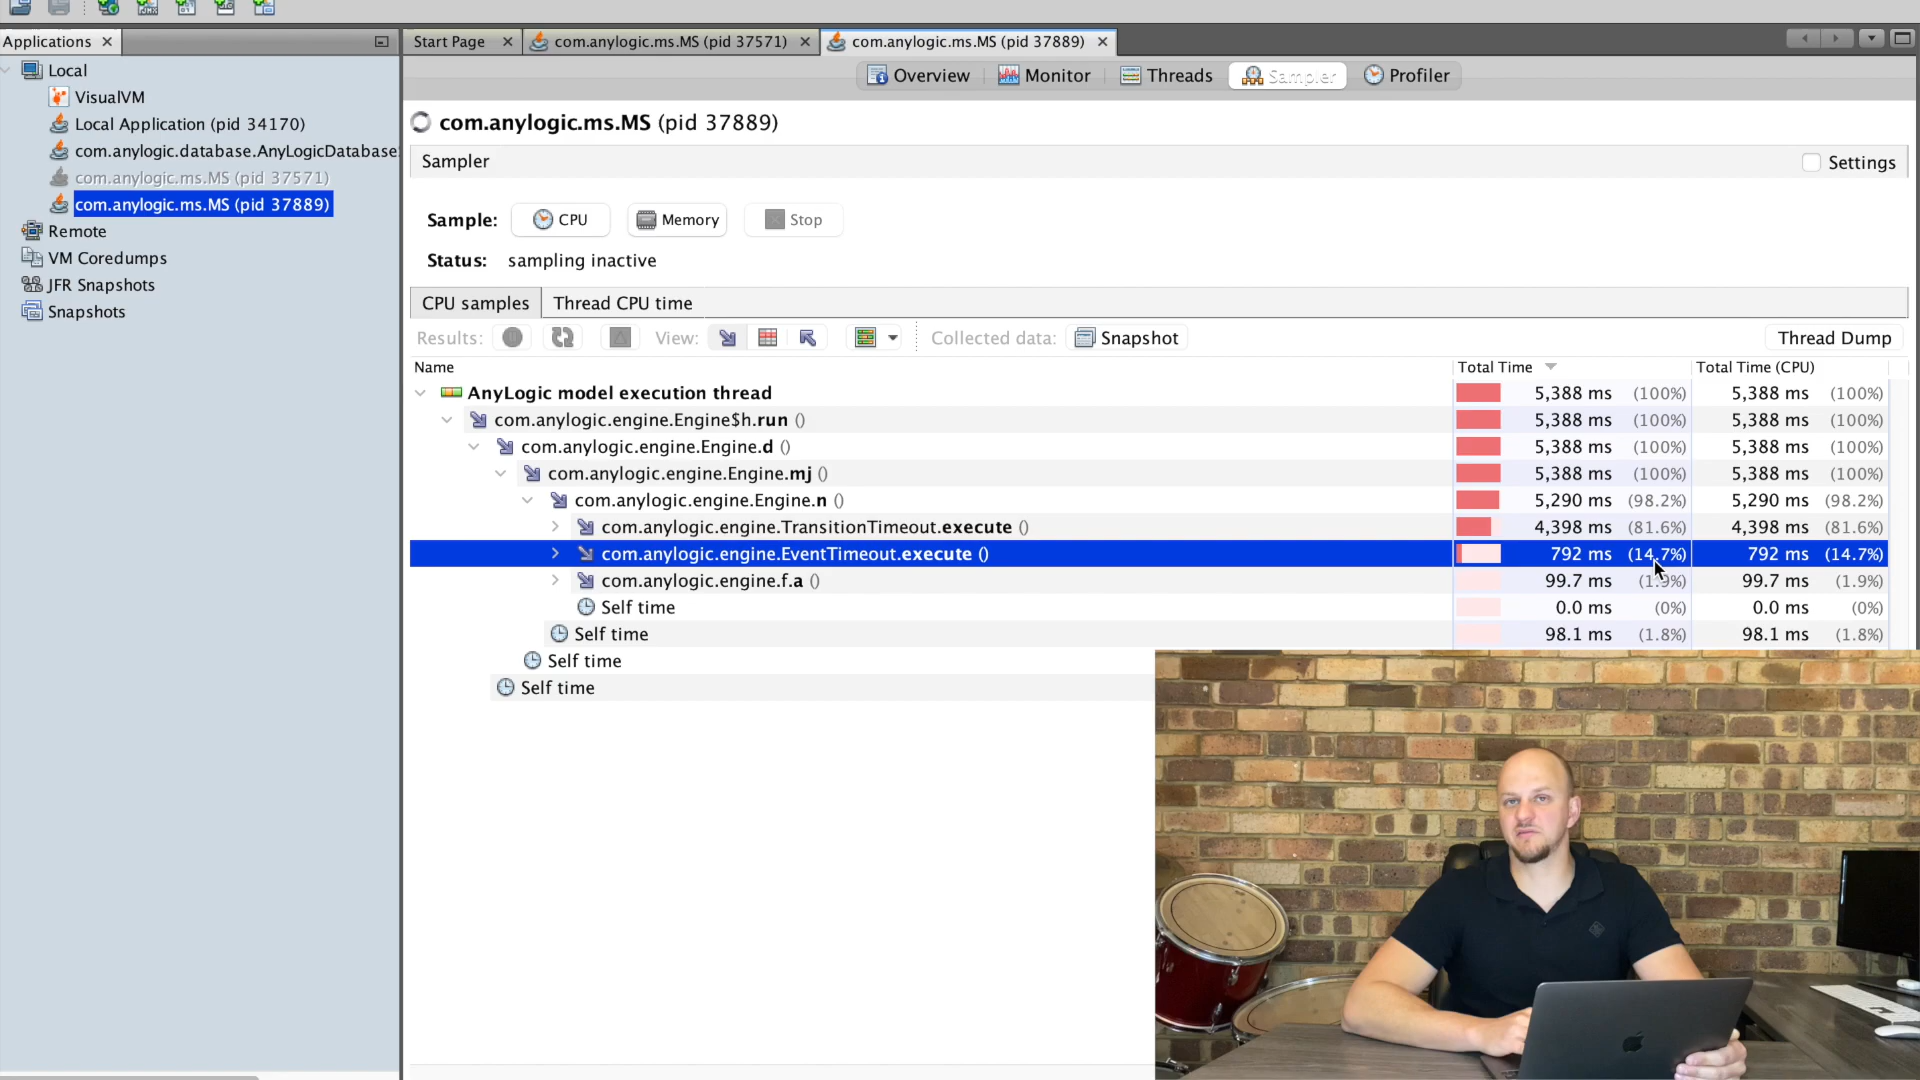 Applications
Start Page
com.anylogic.ms.MS (pid 37571)
com.anylogic.ms.MS (pid 37889)
Local
VisualVM
Local Application (pid 34170)
com.anylogic.database.AnyLogicDatabase
com.anylogic.ms.MS (pid 37571)
com.anylogic.ms.MS (pid 37889)
Remote
VM Coredumps
JFR Snapshots
Snapshots
Overview Monitor Threads Sampler Profiler
com.anylogic.ms.MS (pid 37889)
Sampler Settings
Sample: CPU Memory Stop
Status: sampling inactive
CPU samples Thread CPU time
Results: View: Collected data: Snapshot Thread Dump
Name Total Time Total Time (CPU)
AnyLogic model execution thread 5,388 ms (100%) 5,388 ms (100%)
com.anylogic.engine.Engine$h.run () 5,388 ms (100%) 5,388 ms (100%)
com.anylogic.engine.Engine.d () 5,388 ms (100%) 5,388 ms (100%)
com.anylogic.engine.Engine.mj () 5,388 ms (100%) 5,388 ms (100%)
com.anylogic.engine.Engine.n () 5,290 ms (98.2%) 5,290 ms (98.2%)
com.anylogic.engine.TransitionTimeout.execute () 4,398 ms (81.6%) 4,398 ms (81.6%)
com.anylogic.engine.EventTimeout.execute () 792 ms (14.7%) 792 ms (14.7%)
com.anylogic.engine.f.a () 99.7 ms (1.9%) 99.7 ms (1.9%)
Self time 0.0 ms (0%) 0.0 ms (0%)
Self time 98.1 ms (1.8%) 98.1 ms (1.8%)
Self time
Self time